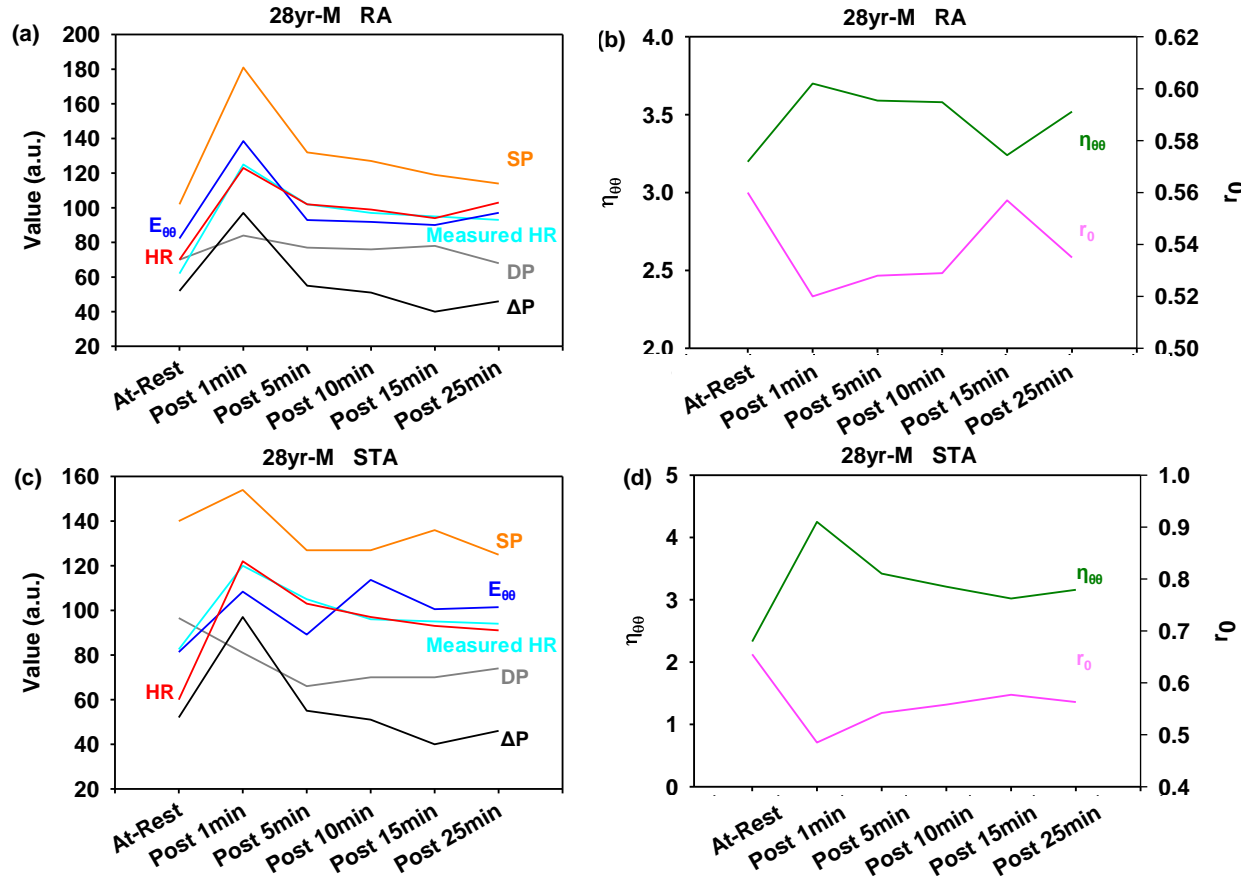 28yr-M RA
(a)
200
180
160
140
120
100
80
60
40
20
Value (a.u.)
SP
Eθθ
HR
Measured HR
DP
ΔP
At-Rest
Post 1min
Post 5min
Post 10min
Post 15min
Post 25min
28yr-M RA
(b)
4.0
3.5
3.0
2.5
2.0
ηθθ
0.62
0.60
0.58
0.56
0.54
0.52
0.50
r0
ηθθ
r0
At-Rest
Post 1min
Post 5min
Post 10min
Post 15min
Post 25min
28yr-M STA
(c)
160
140
120
100
80
60
40
20
Value (a.u.)
SP
Eθθ
Measured HR
HR
DP
ΔP
At-Rest
Post 1min
Post 5min
Post 10min
Post 15min
Post 25min
28yr-M STA
(d)
5
4
3
2
1
0
ηθθ
1.0
0.9
0.8
0.7
0.6
0.5
0.4
r0
ηθθ
r0
At-Rest
Post 1min
Post 5min
Post 10min
Post 15min
Post 25min